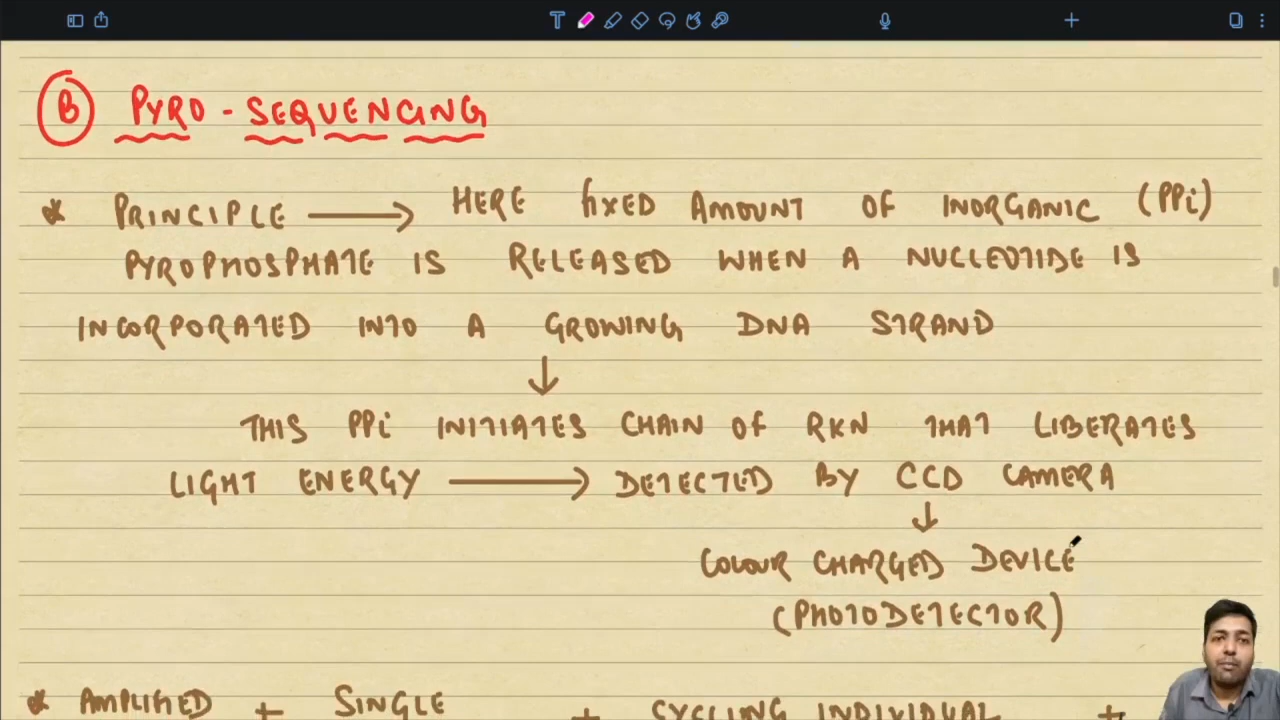 B PYRO - SEQUENCING
* PRINCIPLE → HERE fixED AMOUNT OF INORGANIC (PPi)
PYROPHOSPHATE IS RELEASED WHEN A NUCLEOTIDE IS
INCORPORATED INTO A GROWING DNA STRAND
↓
THIS PPi INITIATES CHAIN OF RXN THAT LIBERATES
LIGHT ENERGY → DETECTED BY CCD CAMERA
↓
COLOUR CHARGED DEVICE
(PHOTODETECTOR)
* AMPLIFIED + SINGLE + CYCLING INDIVIDUAL +